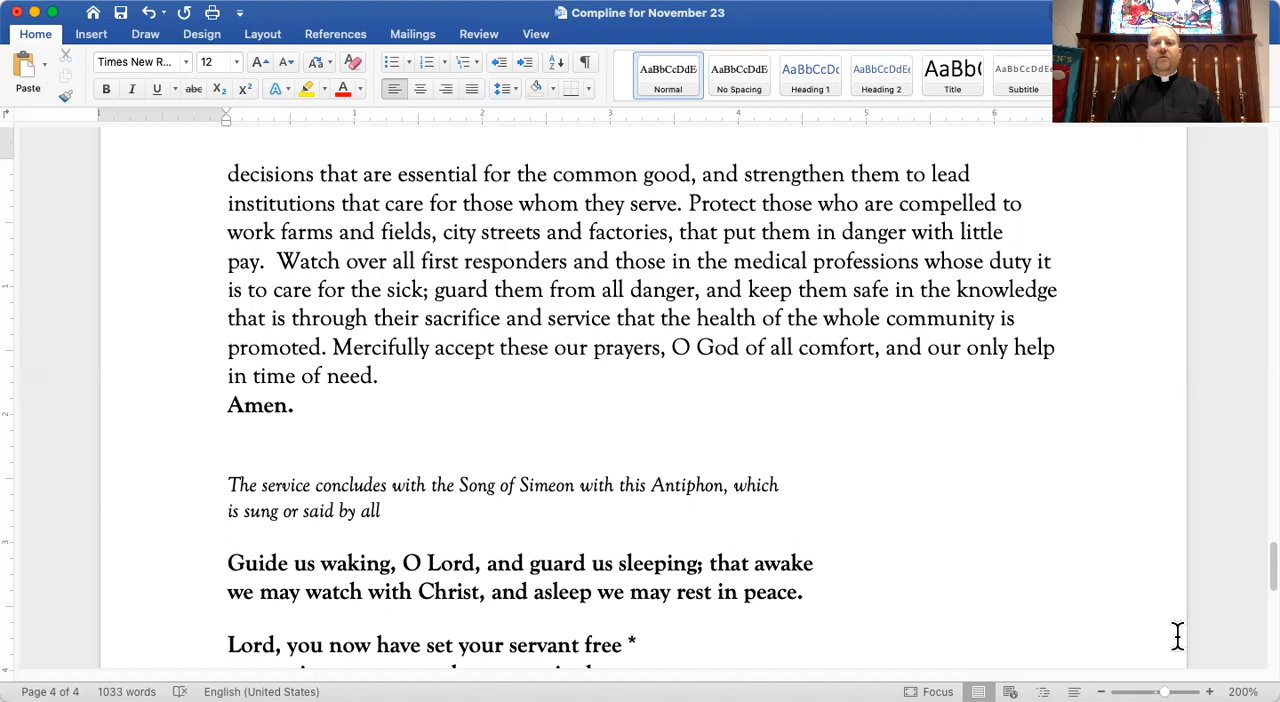 Compline for November 23
Home Insert Draw Design Layout References Mailings Review View
Paste
Times New R... 12
AaBbCcDdE AaBbCcDdE AaBbCcDc AaBbCcDdEe AaBb( AaBbCcDdE
Normal No Spacing Heading 1 Heading 2 Title Subtitle
1 1 2 3 4 5 6
decisions that are essential for the common good, and strengthen them to lead
institutions that care for those whom they serve. Protect those who are compelled to
work farms and fields, city streets and factories, that put them in danger with little
pay.  Watch over all first responders and those in the medical professions whose duty it
is to care for the sick; guard them from all danger, and keep them safe in the knowledge
that is through their sacrifice and service that the health of the whole community is
promoted. Mercifully accept these our prayers, O God of all comfort, and our only help
in time of need.
Amen.
The service concludes with the Song of Simeon with this Antiphon, which
is sung or said by all
Guide us waking, O Lord, and guard us sleeping; that awake
we may watch with Christ, and asleep we may rest in peace.
Lord, you now have set your servant free *
Page 4 of 4 1033 words English (United States) Focus 200%